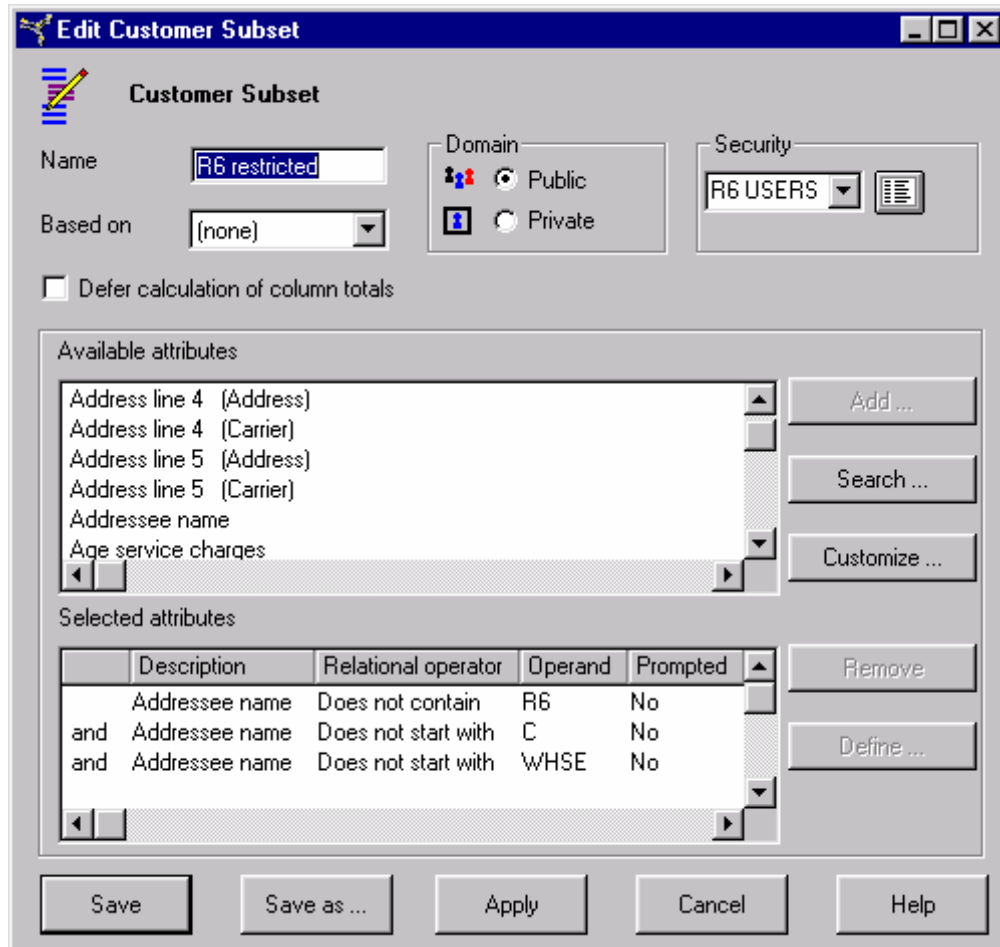 Edit Customer Subset
Customer Subset
Name R6 restricted
Based on (none)
Domain
Public
Private
Security
R6 USERS
Defer calculation of column totals
Available attributes
Address line 4 (Address)
Address line 4 (Carrier)
Address line 5 (Address)
Address line 5 (Carrier)
Addressee name
Age service charges
Add ...
Search ...
Customize ...
Selected attributes
Description Relational operator Operand Prompted
Addressee name Does not contain R6 No
and Addressee name Does not start with C No
and Addressee name Does not start with WHSE No
Remove
Define ...
Save Save as ... Apply Cancel Help